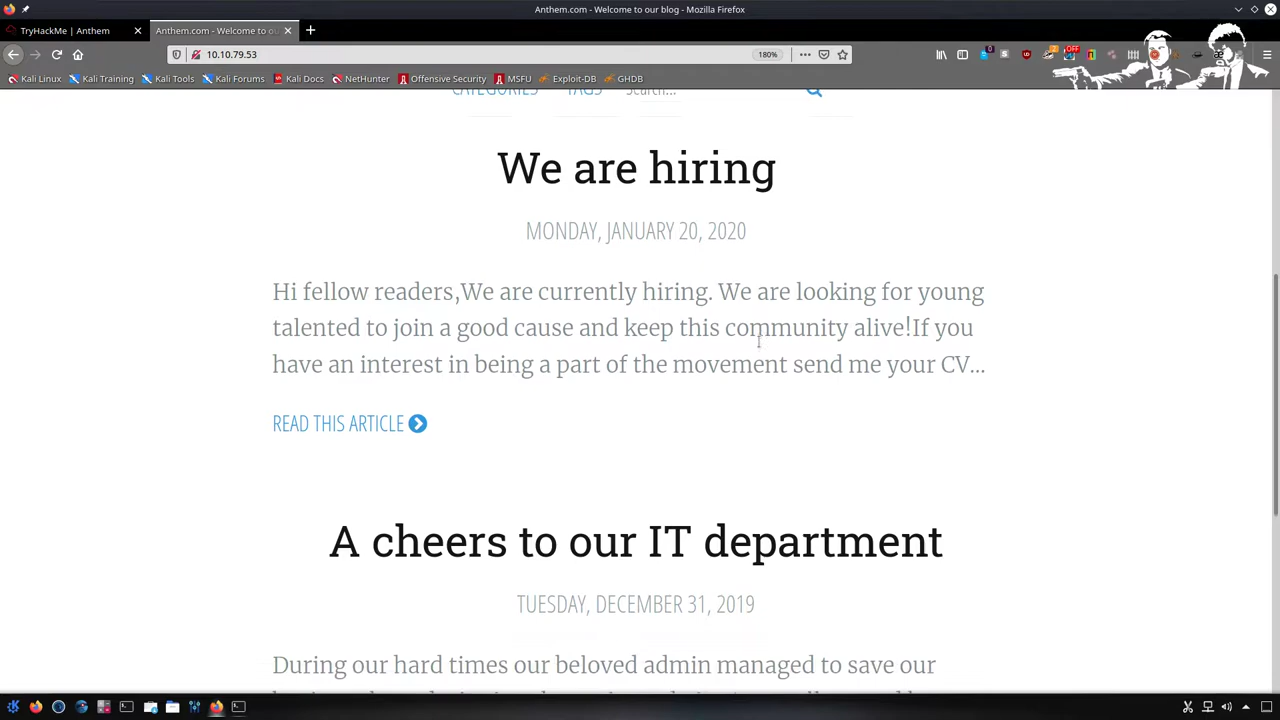 Anthem.com - Welcome to our blog - Mozilla Firefox
TryHackMe | Anthem
Anthem.com - Welcome to ou
10.10.79.53
180%
Kali Linux
Kali Training
Kali Tools
Kali Forums
Kali Docs
NetHunter
Offensive Security
MSFU
Exploit-DB
GHDB
CATEGORIES TAGS Search...
We are hiring
MONDAY, JANUARY 20, 2020
Hi fellow readers,We are currently hiring. We are looking for young
talented to join a good cause and keep this community alive!If you
have an interest in being a part of the movement send me your CV...
READ THIS ARTICLE
A cheers to our IT department
TUESDAY, DECEMBER 31, 2019
During our hard times our beloved admin managed to save our